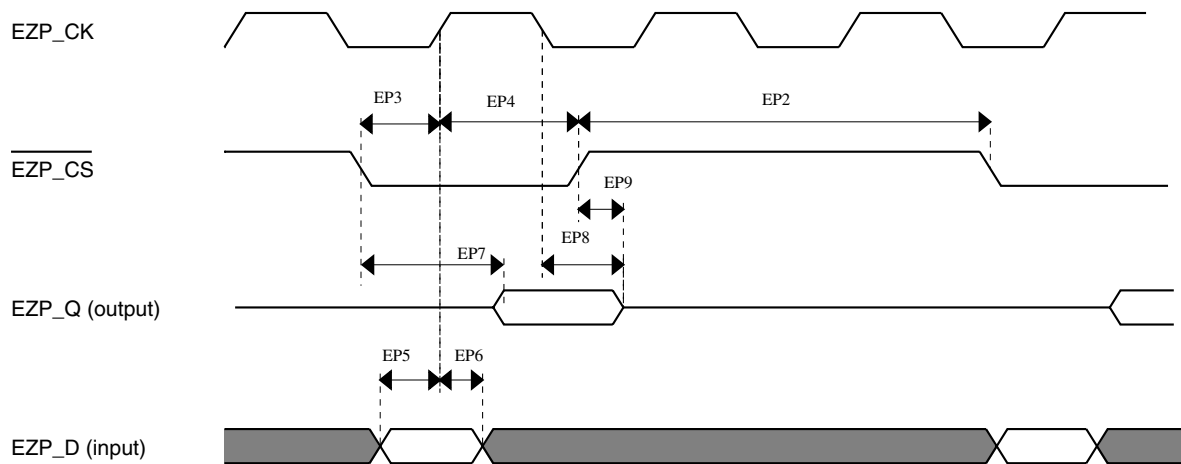 EZP_CK
EP3
EP4
EP2
EZP_CS
EP9
EP8
EP7
EZP_Q (output)
EP5
EP6
EZP_D (input)